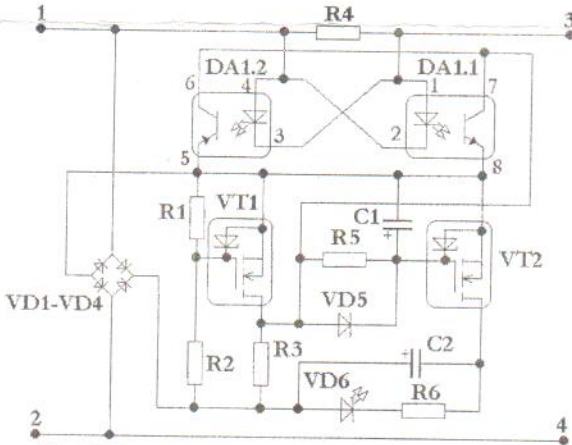 1
R4
3
DA1.2
DA1.1
6
4
1
7
3
2
5
8
R1
VT1
C1
R5
VT2
VD1-VD4
VD5
R2
R3
C2
VD6
R6
2
4
+
+